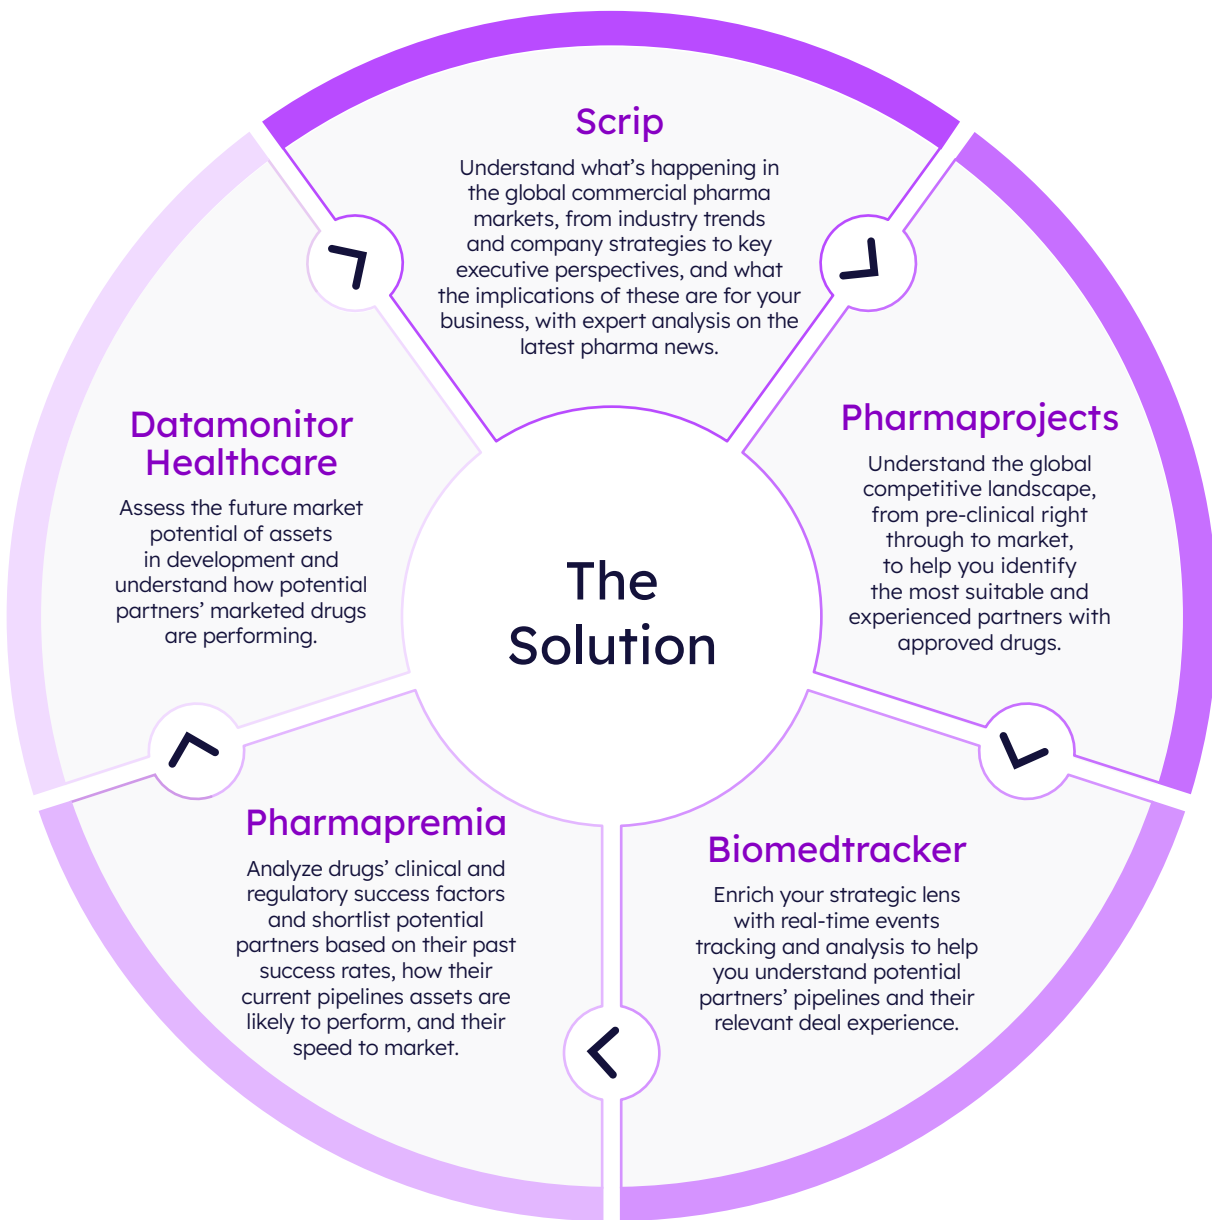 Scrip
Understand what’s happening in
the global commercial pharma
markets, from industry trends
and company strategies to key
executive perspectives, and what
the implications of these are for your
business, with expert analysis on the
latest pharma news.
Pharmaprojects
Understand the global
competitive landscape,
from pre-clinical right
through to market,
to help you identify
the most suitable and
experienced partners with
approved drugs.
Biomedtracker
Enrich your strategic lens
with real-time events
tracking and analysis to help
you understand potential
partners’ pipelines and their
relevant deal experience.
Pharmapremia
Analyze drugs’ clinical and
regulatory success factors
and shortlist potential
partners based on their past
success rates, how their
current pipelines assets are
likely to perform, and their
speed to market.
Datamonitor
Healthcare
Assess the future market
potential of assets
in development and
understand how potential
partners’ marketed drugs
are performing.
The
Solution